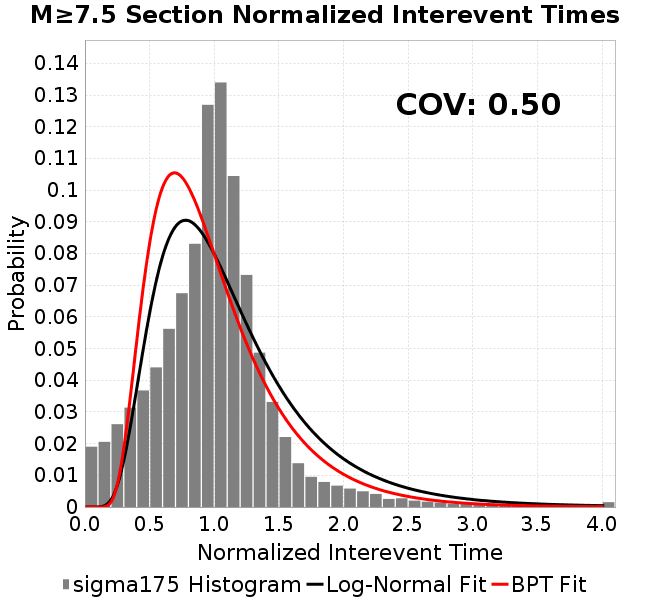 M≥7.5 Section Normalized Interevent Times
COV: 0.50
Probability
0.14
0.13
0.12
0.11
0.1
0.09
0.08
0.07
0.06
0.05
0.04
0.03
0.02
0.01
0
0.0 0.5 1.0 1.5 2.0 2.5 3.0 3.5 4.0
Normalized Interevent Time
sigma175 Histogram Log-Normal Fit BPT Fit